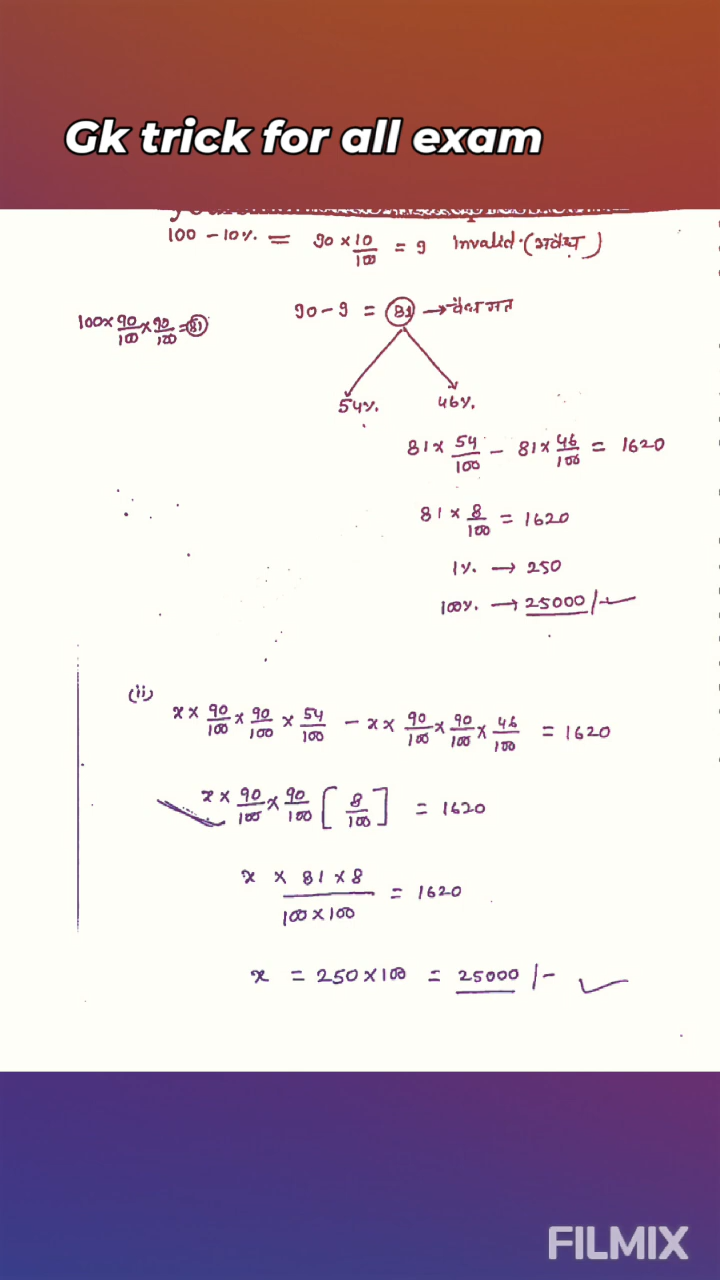 Gk trick for all exam
100 - 10% = 90 × 10/100 = 9 Invalid. (अवैध)
90 - 9 = 81 → वैध मत
100 × 90/100 × 90/100 = 81
54% 46%
81 × 54/100 - 81 × 46/100 = 1620
81 × 8/100 = 1620
1% → 250
100% → 25000/-
(ii)
x × 90/100 × 90/100 × 54/100 - x × 90/100 × 90/100 × 46/100 = 1620
x × 90/100 × 90/100 [8/100] = 1620
x × 81 × 8 / 100 × 100 = 1620
x = 250 × 100 = 25000/-
FILMIX